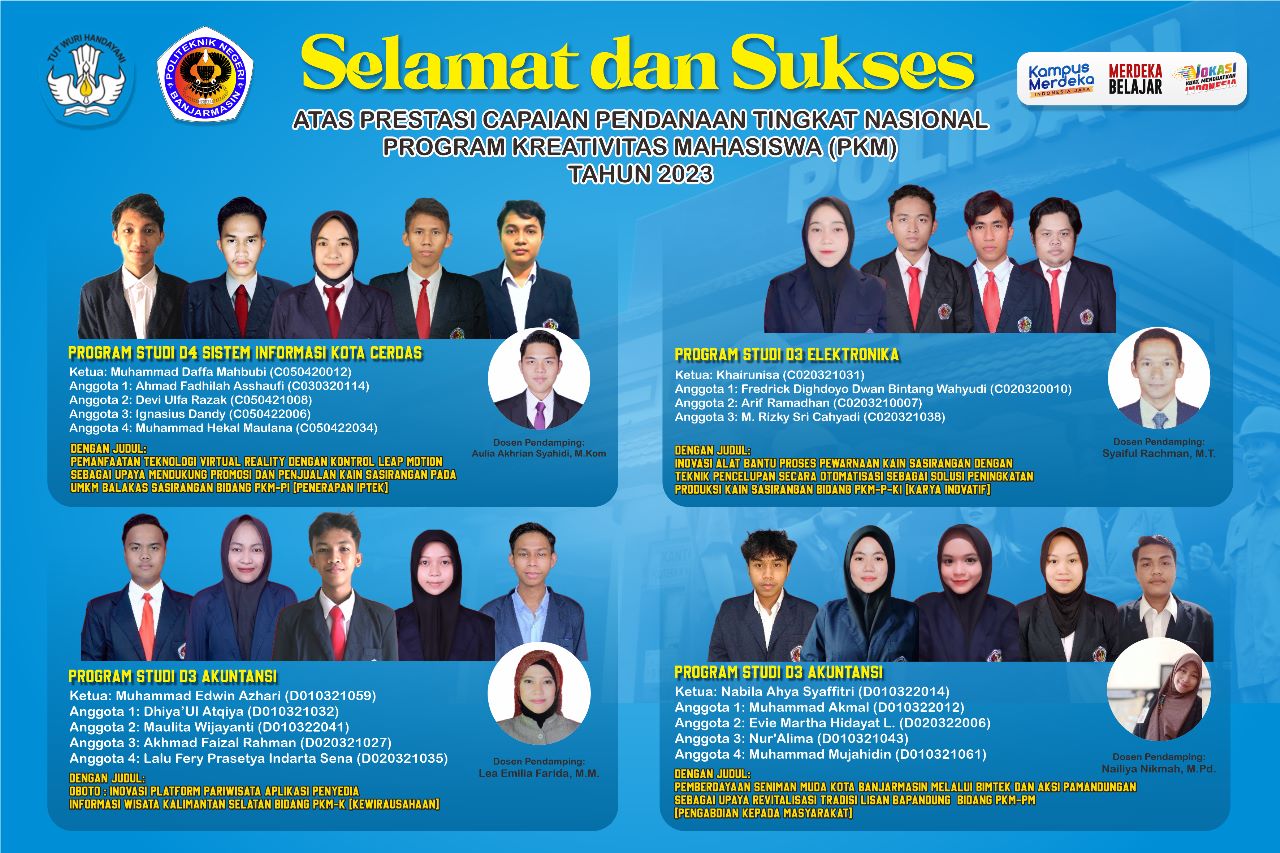 TUT WURI HANDAYANI
POLITEKNIK NEGERI
BANJARMASIN
Selamat dan Sukses
Kampus
Merdeka
INDONESIA JAYA
MERDEKA
BELAJAR
VOKASI
INDONESIA
POLIBAN
ATAS PRESTASI CAPAIAN PENDANAAN TINGKAT NASIONAL
PROGRAM KREATIVITAS MAHASISWA (PKM)
TAHUN 2023
PROGRAM STUDI D4 SISTEM INFORMASI KOTA CERDAS
Ketua: Muhammad Daffa Mahbubi (C050420012)
Anggota 1: Ahmad Fadhilah Asshaufi (C030320114)
Anggota 2: Devi Ulfa Razak (C050421008)
Anggota 3: Ignasius Dandy (C050422006)
Anggota 4: Muhammad Hekal Maulana (C050422034)
Dosen Pendamping:
Aulia Akhrian Syahidi, M.Kom
DENGAN JUDUL:
PEMANFAATAN TEKNOLOGI VIRTUAL REALITY DENGAN KONTROL LEAP MOTION
SEBAGAI UPAYA MENDUKUNG PROMOSI DAN PENJUALAN KAIN SASIRANGAN PADA
UMKM BALAKAS SASIRANGAN BIDANG PKM-PI [PENERAPAN IPTEK]
PROGRAM STUDI D3 ELEKTRONIKA
Ketua: Khairunisa (C020321031)
Anggota 1: Fredrick Dighdoyo Dwan Bintang Wahyudi (C020320010)
Anggota 2: Arif Ramadhan (C0203210007)
Anggota 3: M. Rizky Sri Cahyadi (C020321038)
Dosen Pendamping:
Syaiful Rachman, M.T.
DENGAN JUDUL:
INOVASI ALAT BANTU PROSES PEWARNAAN KAIN SASIRANGAN DENGAN
TEKNIK PENCELUPAN SECARA OTOMATISASI SEBAGAI SOLUSI PENINGKATAN
PRODUKSI KAIN SASIRANGAN BIDANG PKM-P-KI [KARYA INOVATIF]
PROGRAM STUDI D3 AKUNTANSI
Ketua: Muhammad Edwin Azhari (D010321059)
Anggota 1: Dhiya'Ul Atqiya (D010321032)
Anggota 2: Maulita Wijayanti (D010322041)
Anggota 3: Akhmad Faizal Rahman (D020321027)
Anggota 4: Lalu Fery Prasetya Indarta Sena (D020321035)
Dosen Pendamping:
Lea Emilia Farida, M.M.
DENGAN JUDUL:
OBOTO : INOVASI PLATFORM PARIWISATA APLIKASI PENYEDIA
INFORMASI WISATA KALIMANTAN SELATAN BIDANG PKM-K [KEWIRAUSAHAAN]
PROGRAM STUDI D3 AKUNTANSI
Ketua: Nabila Ahya Syaffitri (D010322014)
Anggota 1: Muhammad Akmal (D010322012)
Anggota 2: Evie Martha Hidayat L. (D020322006)
Anggota 3: Nur'Alima (D010321043)
Anggota 4: Muhammad Mujahidin (D010321061)
Dosen Pendamping:
Nailiya Nikmah, M.Pd.
DENGAN JUDUL:
PEMBERDAYAAN SENIMAN MUDA KOTA BANJARMASIN MELALUI BIMTEK DAN AKSI PAMANDUNGAN
SEBAGAI UPAYA REVITALISASI TRADISI LISAN BAPANDUNG BIDANG PKM-PM
[PENGABDIAN KEPADA MASYARAKAT]